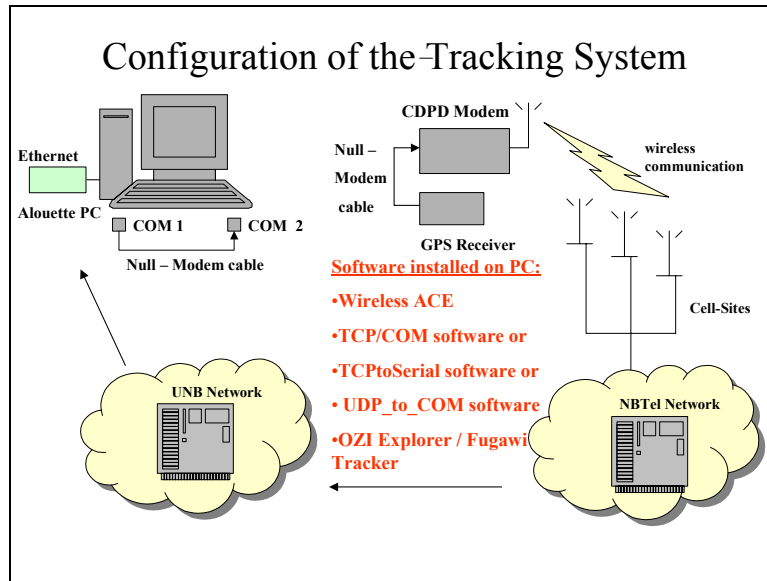 Configuration of the-Tracking System
Ethernet
Alouette PC
COM 1
COM 2
Null – Modem cable
CDPD Modem
Null –
Modem
cable
GPS Receiver
wireless
communication
Cell-Sites
Software installed on PC:
•Wireless ACE
•TCP/COM software or
•TCPtoSerial software or
• UDP_to_COM software
•OZI Explorer / Fugawi
Tracker
UNB Network
NBTel Network